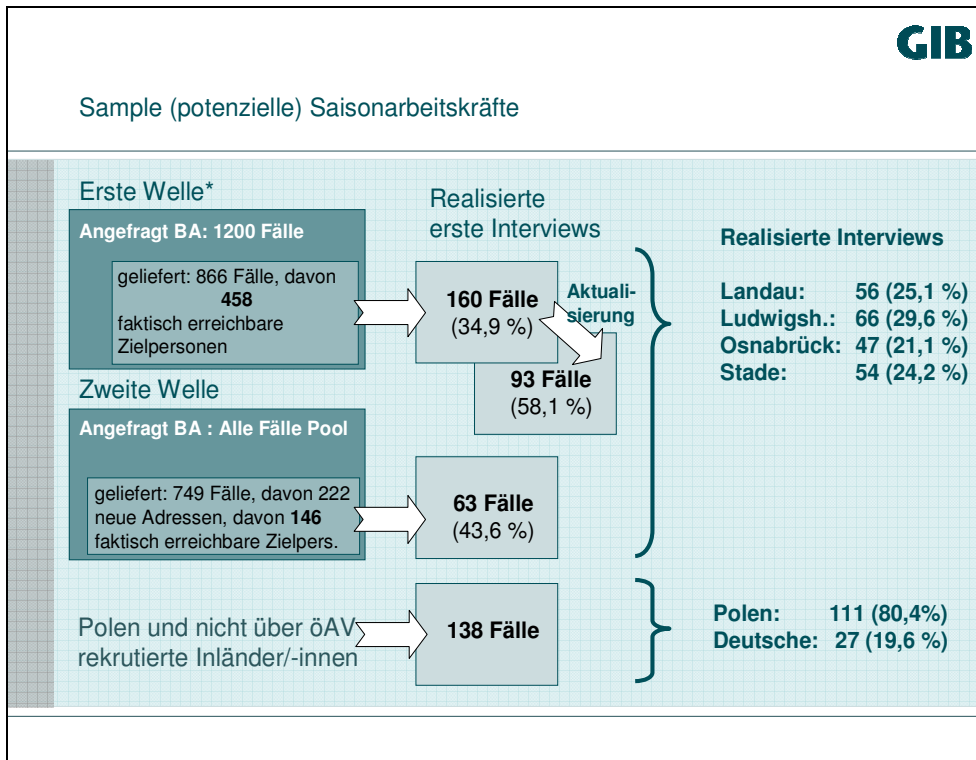 GIB
Sample (potenzielle) Saisonarbeitskräfte
Erste Welle*
Angefragt BA: 1200 Fälle
geliefert: 866 Fälle, davon
458
faktisch erreichbare
Zielpersonen
Realisierte
erste Interviews
160 Fälle
(34,9 %)
Aktuali-
sierung
93 Fälle
(58,1 %)
Zweite Welle
Angefragt BA : Alle Fälle Pool
geliefert: 749 Fälle, davon 222
neue Adressen, davon 146
faktisch erreichbare Zielpers.
63 Fälle
(43,6 %)
Realisierte Interviews
Landau: 56 (25,1 %)
Ludwigsh.: 66 (29,6 %)
Osnabrück: 47 (21,1 %)
Stade: 54 (24,2 %)
Polen und nicht über öAV
rekrutierte Inländer/-innen
138 Fälle
Polen: 111 (80,4%)
Deutsche: 27 (19,6 %)